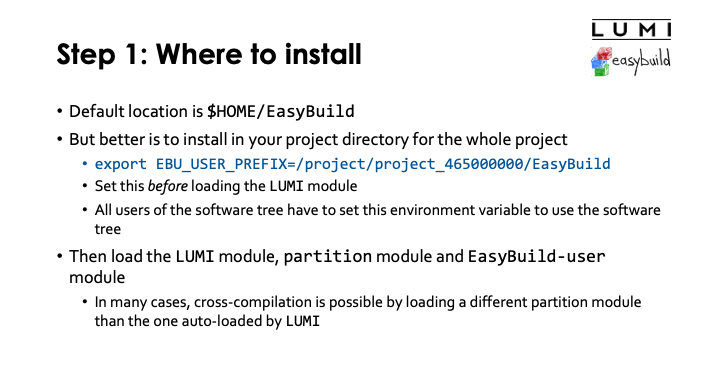 LUMI
easybuild
Step 1: Where to install
• Default location is $HOME/EasyBuild
• But better is to install in your project directory for the whole project
• export EBU_USER_PREFIX=/project/project_465000000/EasyBuild
• Set this before loading the LUMI module
• All users of the software tree have to set this environment variable to use the software
tree
• Then load the LUMI module, partition module and EasyBuild-user
module
• In many cases, cross-compilation is possible by loading a different partition module
than the one auto-loaded by LUMI